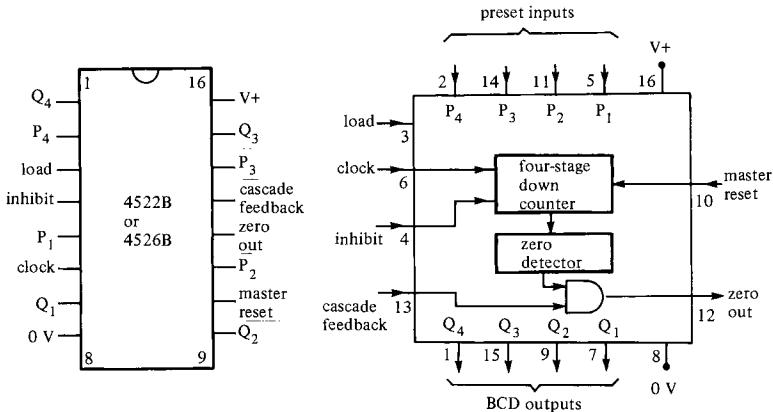 1
16
Q4
V+
P4
Q3
load
P3
inhibit
cascade
feedback
4522B
or
4526B
P1
zero
out
clock
P2
Q1
master
reset
0 V
Q2
8
9
preset inputs
V+
2
14
11
5
16
P4
P3
P2
P1
load
3
clock
6
four-stage
down
counter
master
reset
10
inhibit
4
zero
detector
cascade
feedback
13
zero
out
12
Q4
Q3
Q2
Q1
1
15
9
7
8
0 V
BCD outputs